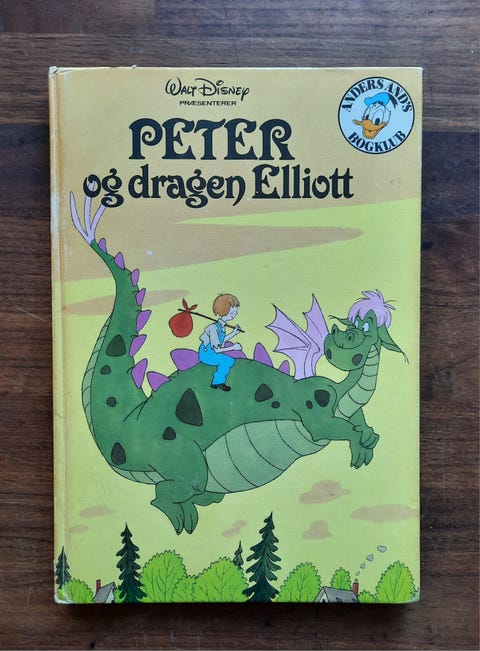 WALT DISNEY
PRÆSENTERER
ANDERS AND'S
BOGKLUB
PETER
og dragen Elliott